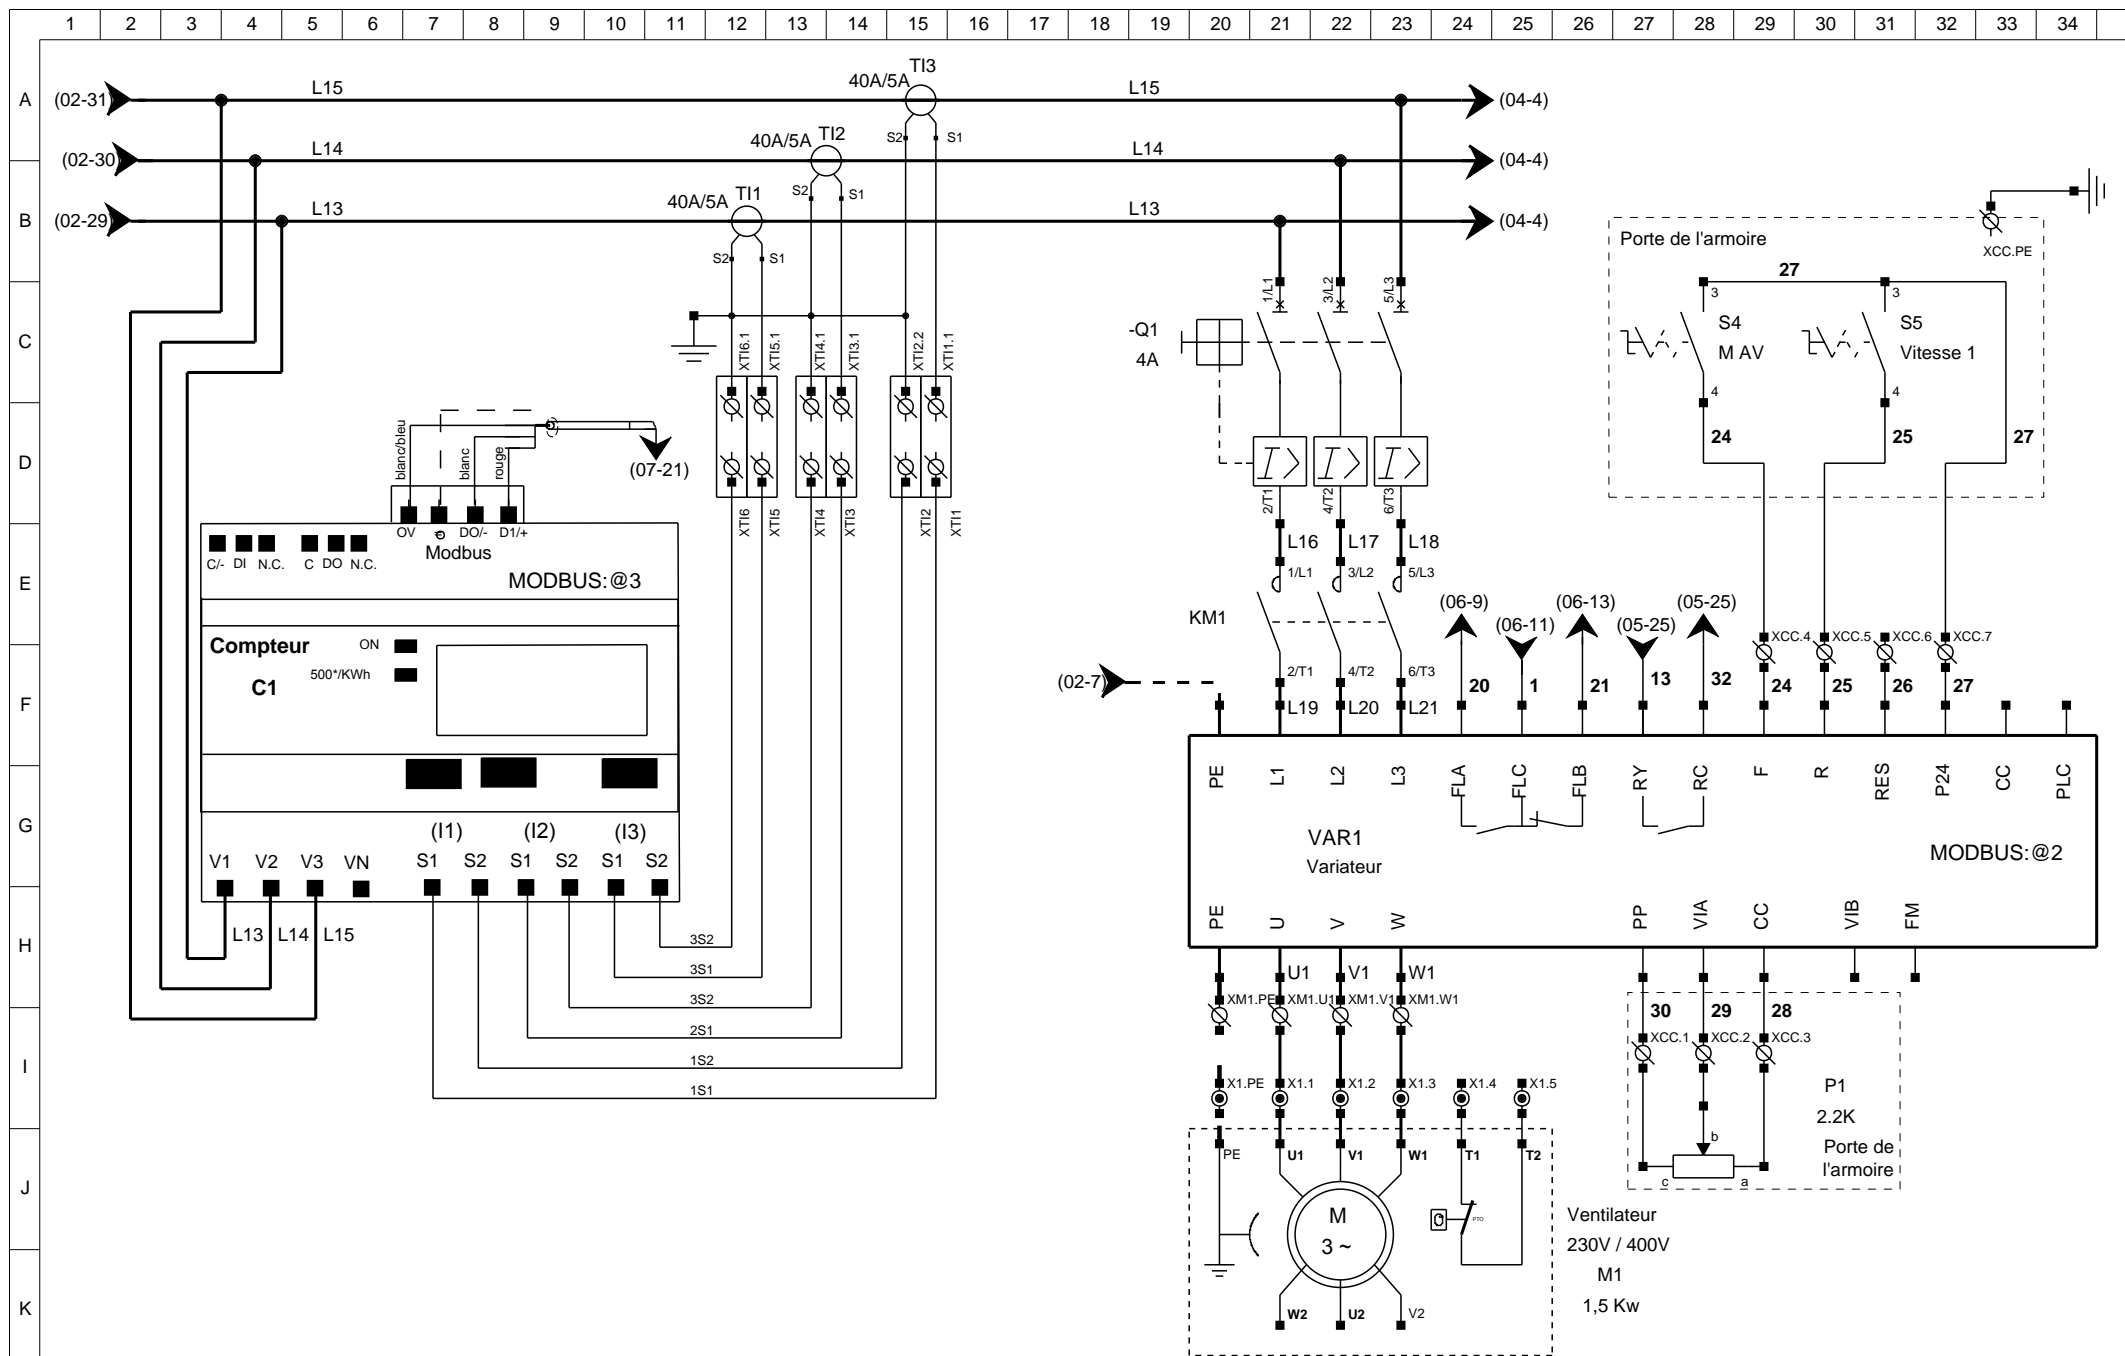 1 2 3 4 5 6 7 8 9 10 11 12 13 14 15 16 17 18 19 20 21 22 23 24 25 26 27 28 29 30 31 32 33 34
A
B
B
C
D
E
F
G
H
I
J
K
(02-31) L15 40A/5A TI3 L15 (04-4)
S2 S1
(02-30) L14 40A/5A TI2 L14 (04-4)
S2 S1
(02-29) L13 40A/5A TI1 L13 (04-4)
S2 S1
XTI6.1 XTI5.1 XTI4.1 XTI3.1 XTI2.2 XTI1.1
XTI6 XTI5 XTI4 XTI3 XTI2 XTI1
blanc/bleu blanc rouge (07-21)
OV DO/- D1/+
Modbus
C/- DI N.C. C DO N.C.
MODBUS:@3
Compteur ON
C1 500*/KWh
(I1) (I2) (I3)
V1 V2 V3 VN S1 S2 S1 S2 S1 S2
L13 L14 L15
3S2
3S1
3S2
2S1
1S2
1S1
-Q1
4A
1/L1 3/L2 5/L3
2/T1 4/T2 6/T3
L16 L17 L18
1/L1 3/L2 5/L3
KM1
2/T1 4/T2 6/T3
L19 L20 L21
(02-7)
(06-9) (06-11) (06-13) (05-25) (05-25)
20 1 21 13 32
Porte de l'armoire
XCC.PE
27
3 3
S4 S5
M AV Vitesse 1
4 4
24 25 27
XCC.4 XCC.5 XCC.6 XCC.7
24 25 26 27
PE L1 L2 L3 FLA FLC FLB RY RC F R RES P24 CC PLC
VAR1
Variateur
MODBUS:@2
PE U V W PP VIA CC VIB FM
U1 V1 W1
XM1.PE XM1.U1 XM1.V1 XM1.W1
X1.PE X1.1 X1.2 X1.3 X1.4 X1.5
PE U1 V1 W1 T1 T2
M
3 ~
PTO
W2 U2 V2
30 29 28
XCC.1 XCC.2 XCC.3
P1
2.2K
Porte de
l'armoire
b
c a
Ventilateur
230V / 400V
M1
1,5 Kw